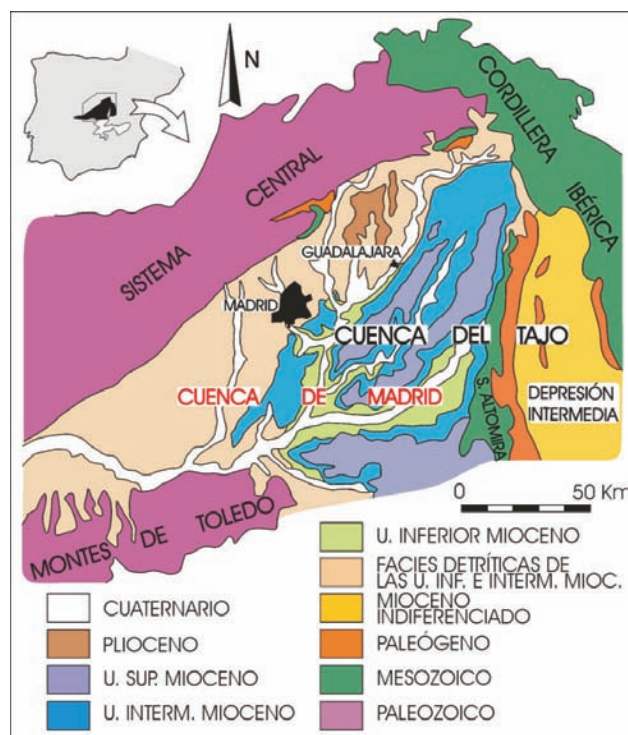 N
CORDILLERA
IBÉRICA
SISTEMA
CENTRAL
GUADALAJARA
MADRID
CUENCA DEL TAJO
CUENCA DE MADRID
S. ALTOMIRA
DEPRESIÓN
INTERMEDIA
MONTES DE TOLEDO
0 50 Km
CUATERNARIO
PLIOCENO
U. SUP. MIOCENO
U. INTERM. MIOCENO
U. INFERIOR MIOCENO
FACIES DETRÍTICAS DE
LAS U. INF. E INTERM. MIOC.
MIOCENO
INDIFERENCIADO
PALEÓGENO
MESOZOICO
PALEOZOICO